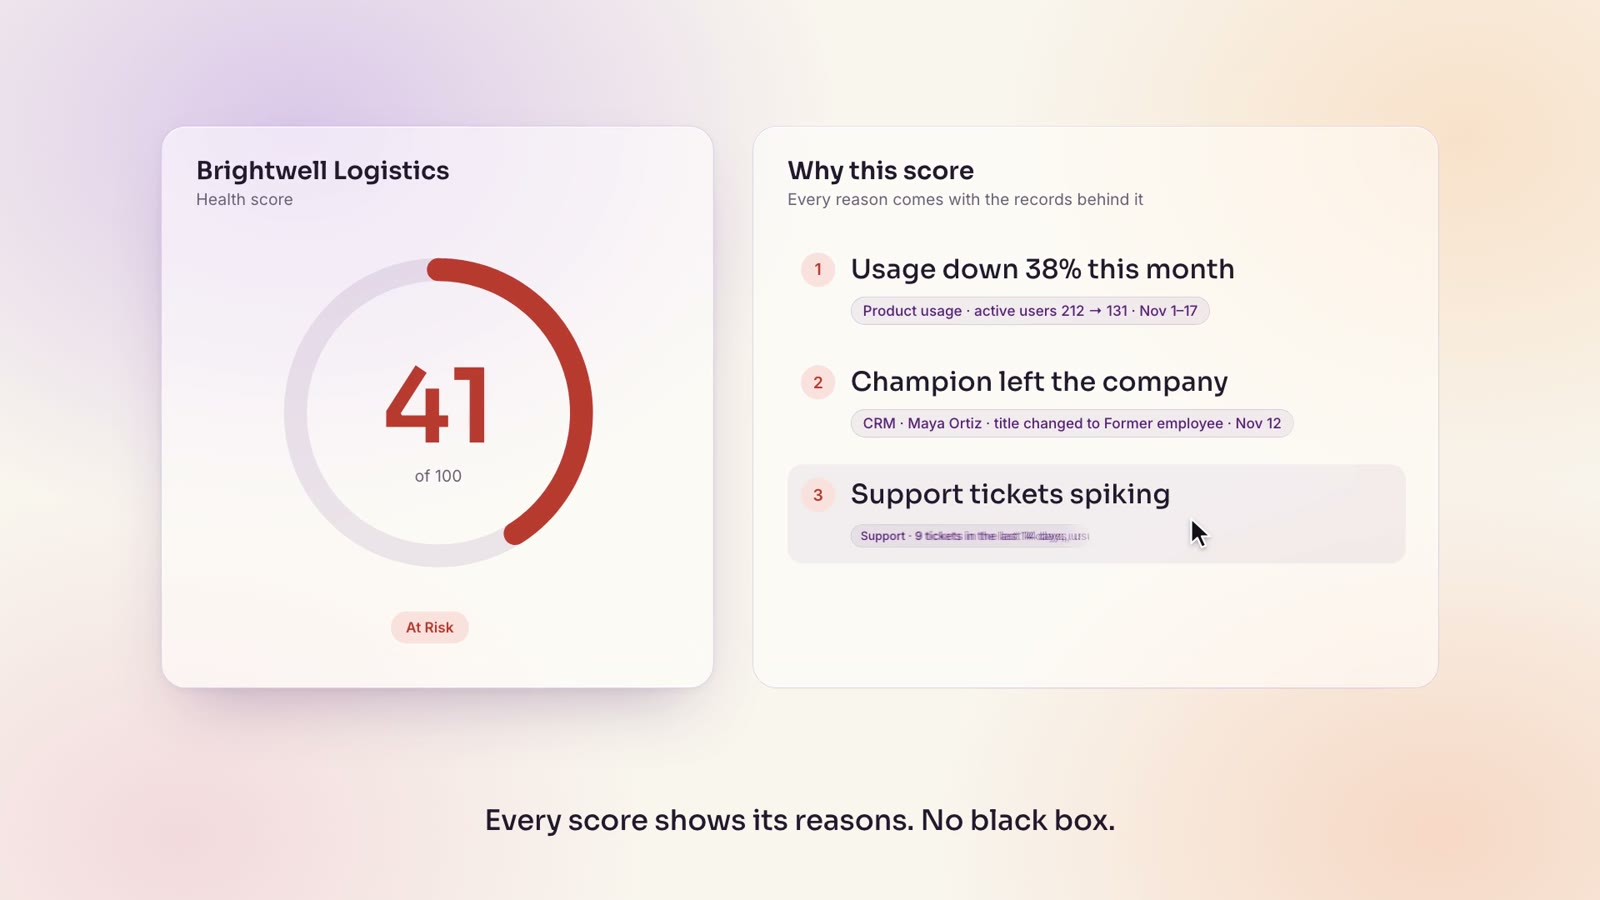 Brightwell Logistics
Health score
41
of 100
At Risk
Why this score
Every reason comes with the records behind it
1
Usage down 38% this month
Product usage · active users 212 → 131 · Nov 1–17
2
Champion left the company
CRM · Maya Ortiz · title changed to Former employee · Nov 12
3
Support tickets spiking
Support · 9 tickets in the last
Every score shows its reasons. No black box.